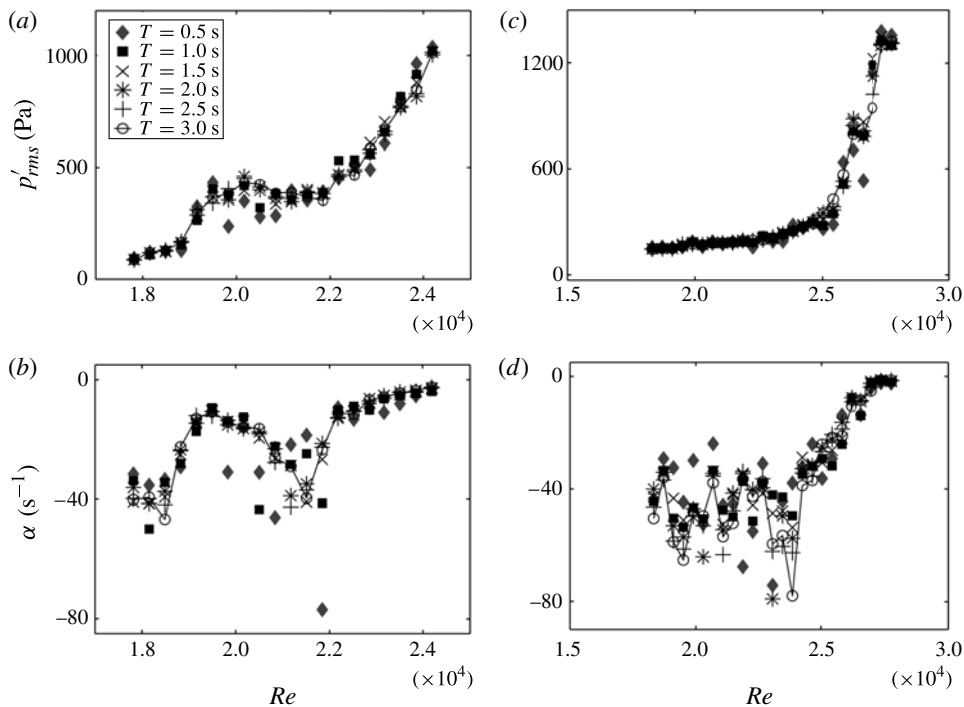 (a)
T = 0.5 s
T = 1.0 s
T = 1.5 s
T = 2.0 s
T = 2.5 s
T = 3.0 s
1000
500
0
p′rms (Pa)
1.8 2.0 2.2 2.4
(×10⁴)
(c)
1200
600
0
1.5 2.0 2.5 3.0
(×10⁴)
(b)
0
−40
−80
α (s⁻¹)
1.8 2.0 2.2 2.4
(×10⁴)
Re
(d)
0
−40
−80
1.5 2.0 2.5 3.0
(×10⁴)
Re